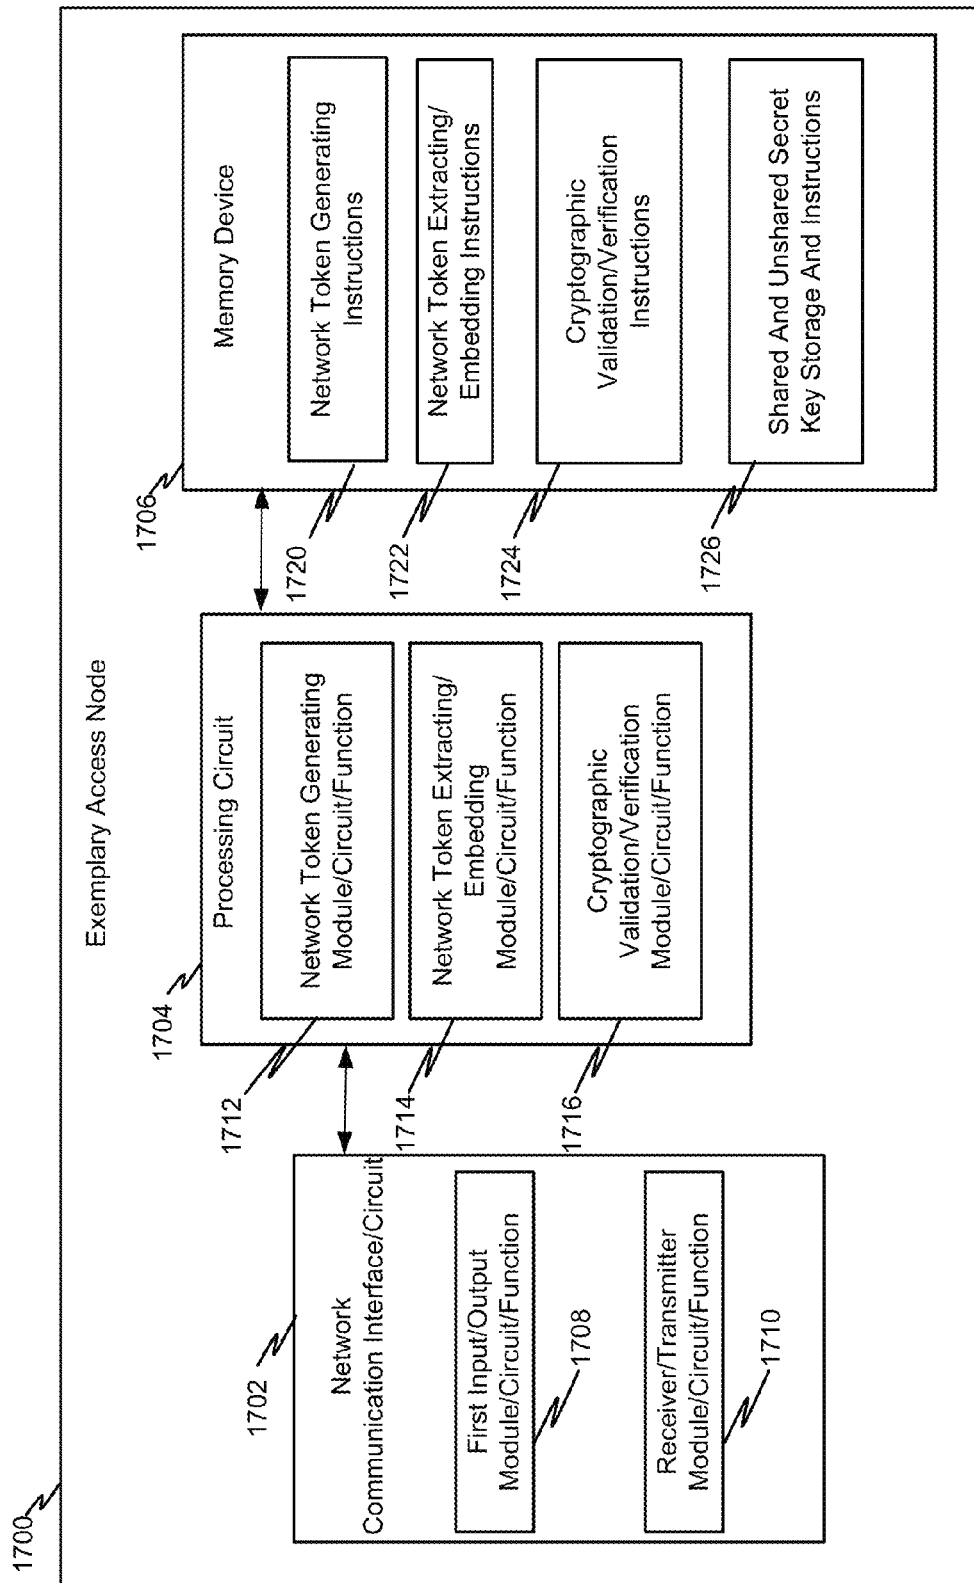 1700
Exemplary Access Node
1702
Network
Communication Interface/Circuit
First Input/Output
Module/Circuit/Function
1708
Receiver/Transmitter
Module/Circuit/Function
1710
1704
Processing Circuit
1712
Network Token Generating
Module/Circuit/Function
1714
Network Token Extracting/
Embedding
Module/Circuit/Function
1716
Cryptographic
Validation/Verification
Module/Circuit/Function
1706
Memory Device
1720
Network Token Generating
Instructions
1722
Network Token Extracting/
Embedding Instructions
1724
Cryptographic
Validation/Verification
Instructions
1726
Shared And Unshared Secret
Key Storage And Instructions